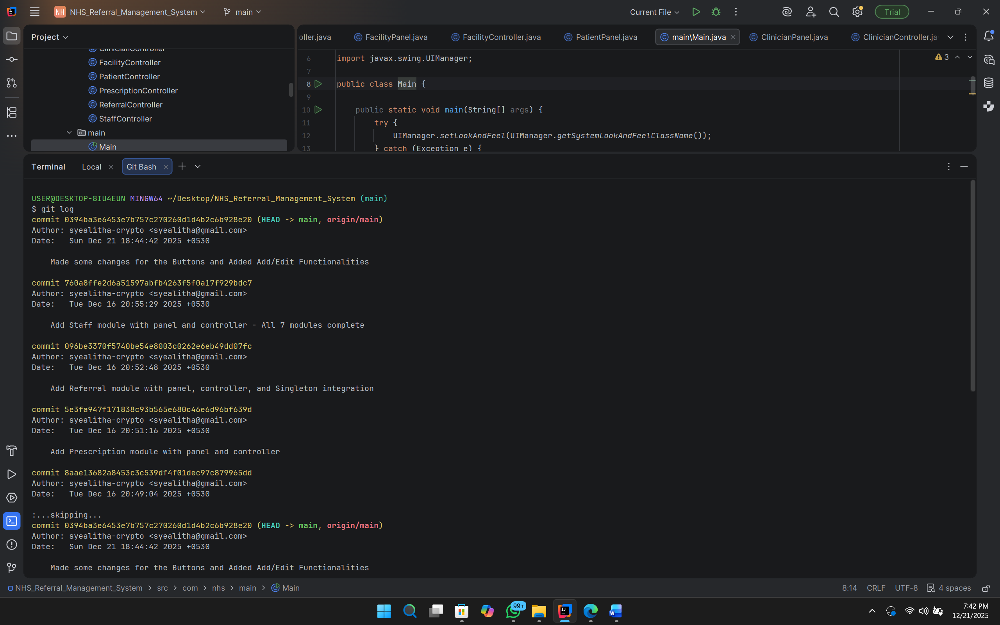 NH NHS_Referral_Management_System main Current File Trial
Project
oller.java FacilityPanel.java FacilityController.java PatientPanel.java main\Main.java ClinicianPanel.java ClinicianController.ja
ClinicianController
FacilityController
PatientController
PrescriptionController
ReferralController
StaffController
main
Main
3
6 import javax.swing.UIManager;
7
8 public class Main {
9
10 public static void main(String[] args) {
11 try {
12 UIManager.setLookAndFeel(UIManager.getSystemLookAndFeelClassName());
13 } catch (Exception e) {
Terminal Local Git Bash
USER@DESKTOP-8IU4EUN MINGW64 ~/Desktop/NHS_Referral_Management_System (main)
$ git log
commit 0394ba3e6453e7b757c270260d1d4b2c6b928e20 (HEAD -> main, origin/main)
Author: syealitha-crypto <syealitha@gmail.com>
Date:   Sun Dec 21 18:44:42 2025 +0530
Made some changes for the Buttons and Added Add/Edit Functionalities
commit 760a8ffe2d6a51597abfb4263f5f0a17f929bdc7
Author: syealitha-crypto <syealitha@gmail.com>
Date:   Tue Dec 16 20:55:29 2025 +0530
Add Staff module with panel and controller - All 7 modules complete
commit 096be3370f5740be54e8003c0262e6eb49dd07fc
Author: syealitha-crypto <syealitha@gmail.com>
Date:   Tue Dec 16 20:52:48 2025 +0530
Add Referral module with panel, controller, and Singleton integration
commit 5e3fa947f171838c93b565e680c46e6d96bf639d
Author: syealitha-crypto <syealitha@gmail.com>
Date:   Tue Dec 16 20:51:16 2025 +0530
Add Prescription module with panel and controller
commit 8aae13682a8453c3c539df4f01dec97c879965dd
Author: syealitha-crypto <syealitha@gmail.com>
Date:   Tue Dec 16 20:49:04 2025 +0530
:...skipping...
commit 0394ba3e6453e7b757c270260d1d4b2c6b928e20 (HEAD -> main, origin/main)
Author: syealitha-crypto <syealitha@gmail.com>
Date:   Sun Dec 21 18:44:42 2025 +0530
Made some changes for the Buttons and Added Add/Edit Functionalities
NHS_Referral_Management_System > src > com > nhs > main > Main 8:14 CRLF UTF-8 4 spaces
99+
7:42 PM
12/21/2025